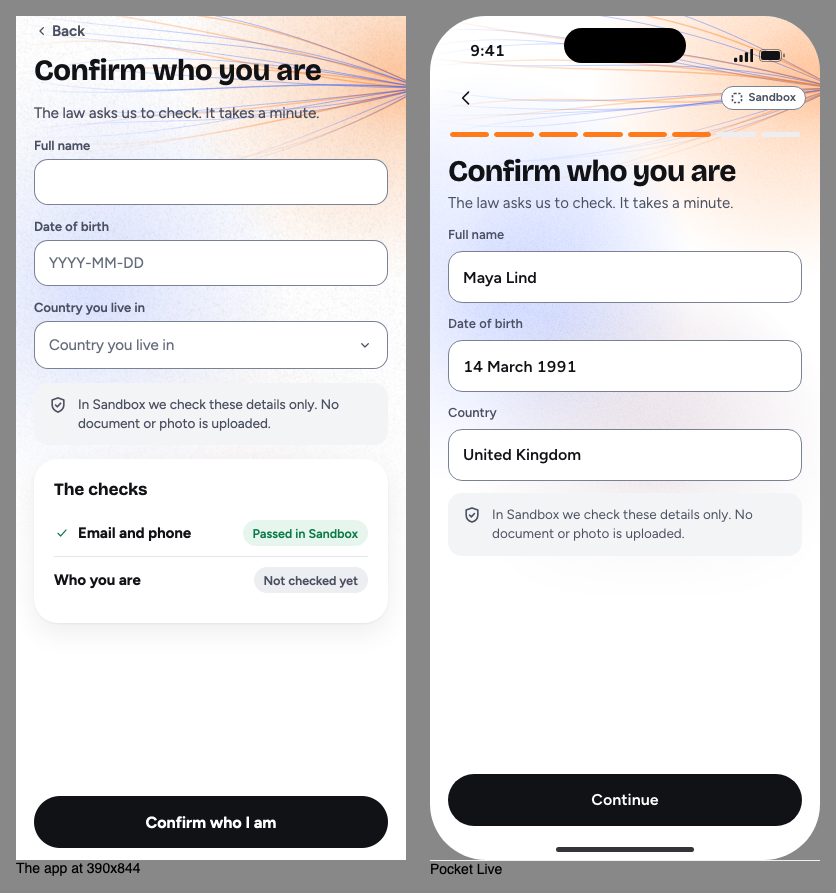 Back
Confirm who you are
The law asks us to check. It takes a minute.
Full name
Date of birth
YYYY-MM-DD
Country you live in
Country you live in
In Sandbox we check these details only. No
document or photo is uploaded.
The checks
Email and phone
Passed in Sandbox
Who you are
Not checked yet
Confirm who I am
The app at 390x844
9:41
Sandbox
Confirm who you are
The law asks us to check. It takes a minute.
Full name
Maya Lind
Date of birth
14 March 1991
Country
United Kingdom
In Sandbox we check these details only. No
document or photo is uploaded.
Continue
Pocket Live